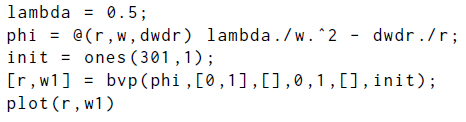 lambda = 0.5;
phi = @(r,w,dwdr) lambda./w.^2 - dwdr./r;
init = ones(301,1);
[r,w1] = bvp(phi,[0,1],[],0,1,[],init);
plot(r,w1)